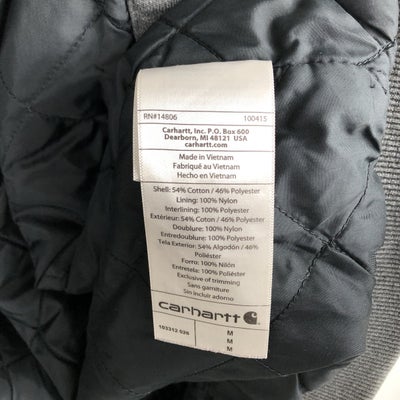 RN#14806 100415
Carhartt, Inc. P.O. Box 600
Dearborn, MI 48121 USA
carhartt.com
Made in Vietnam
Fabriqué au Vietnam
Hecho en Vietnam
Shell: 54% Cotton / 46% Polyester
Lining: 100% Nylon
Interlining: 100% Polyester
Extérieur: 54% Coton / 46% Polyester
Doublure: 100% Nylon
Entredoublure: 100% Polyester
Tela Exterior: 54% Algodón / 46%
Poliéster
Forro: 100% Nilón
Entretela: 100% Poliéster
Exclusive of trimming
Sans garniture
Sin incluir adorno
carhartt
103312 026 M
M
M